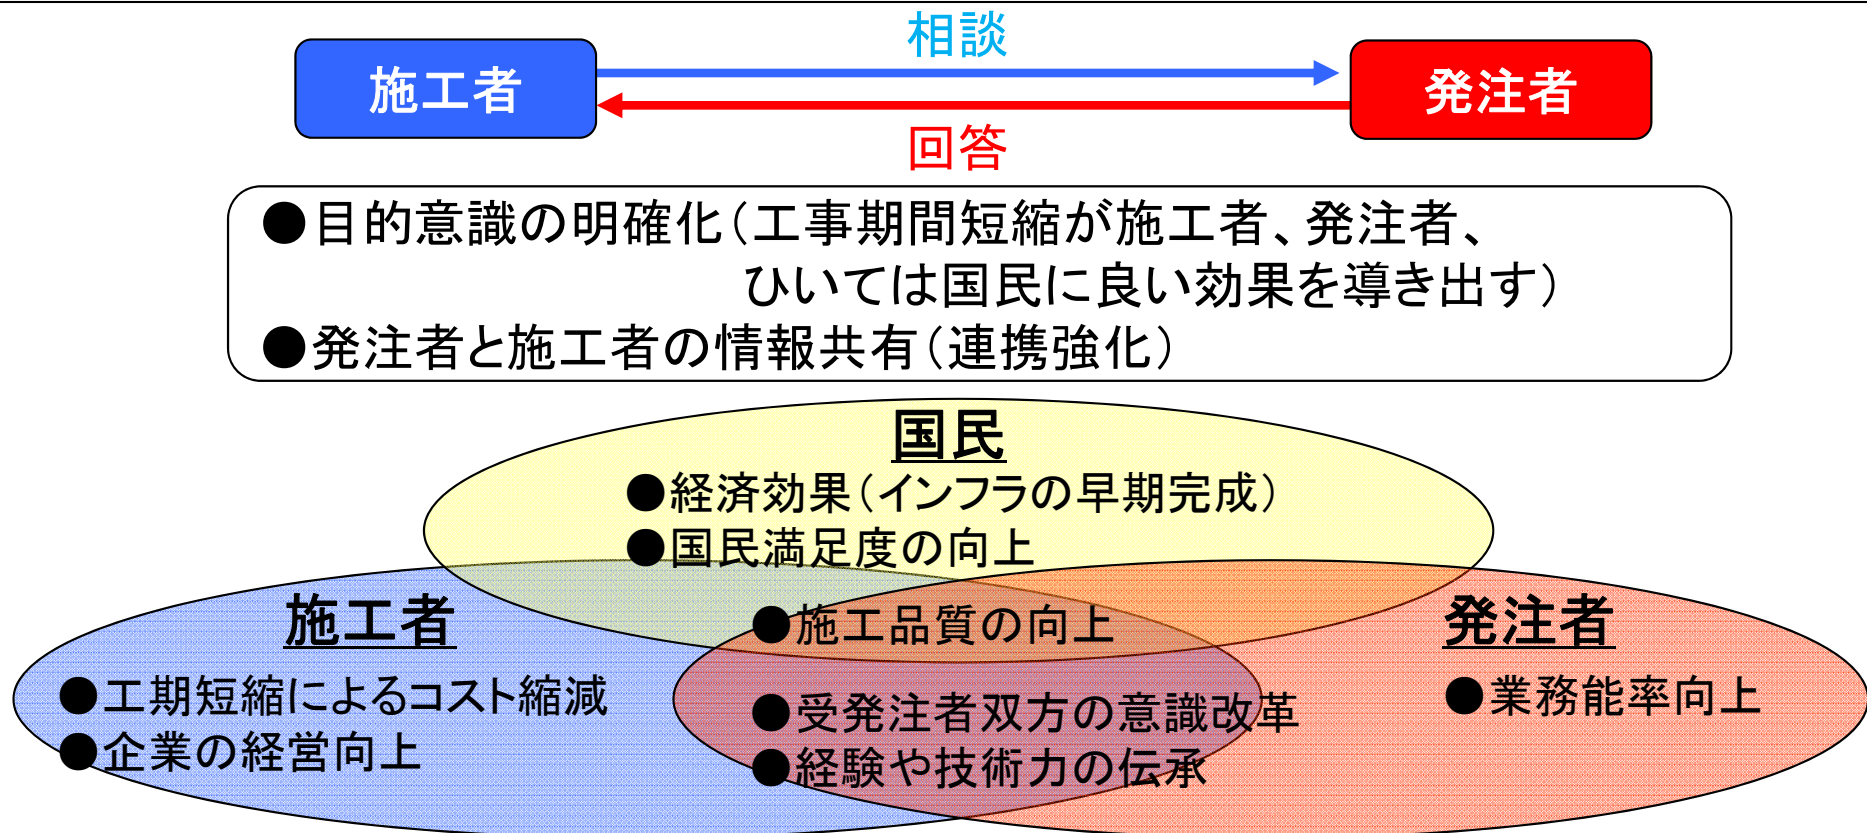 相談
施工者
発注者
回答
●目的意識の明確化(工事期間短縮が施工者、発注者、
ひいては国民に良い効果を導き出す)
●発注者と施工者の情報共有(連携強化)
国民
●経済効果(インフラの早期完成)
●国民満足度の向上
施工者
●工期短縮によるコスト縮減
●企業の経営向上
●施工品質の向上
●受発注者双方の意識改革
●経験や技術力の伝承
発注者
●業務能率向上